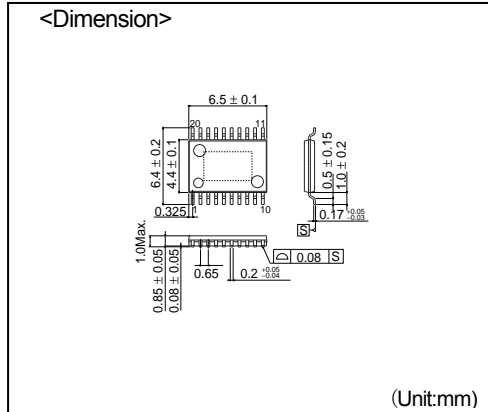 <Dimension>
6.5 ± 0.1
20 11
6.4 ± 0.2
4.4 ± 0.1
0.5 ± 0.15
1.0 ± 0.2
0.325
1 10
0.17 +0.05 -0.03
S
1.0Max.
0.85 ± 0.05
0.08 ± 0.05
0.65
0.2 +0.05 -0.04
0.08 S
(Unit:mm)